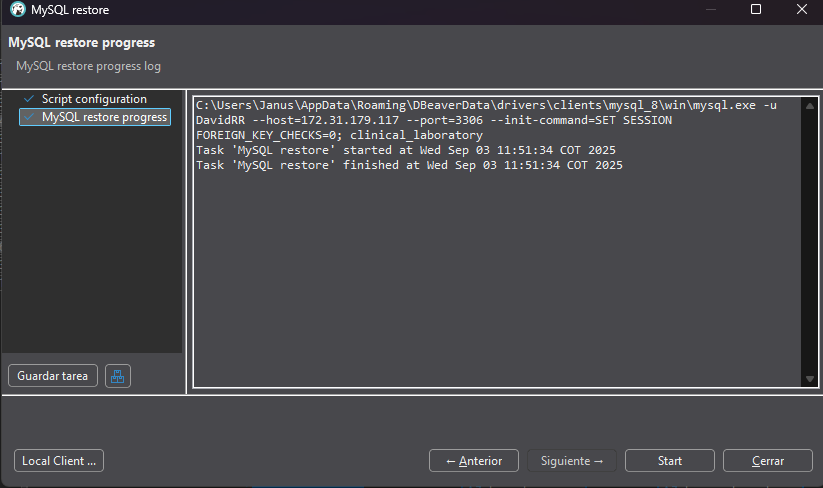 MySQL restore
MySQL restore progress
MySQL restore progress log
Script configuration
MySQL restore progress
C:\Users\Janus\AppData\Roaming\DBeaverData\drivers\clients\mysql_8\win\mysql.exe -u
DavidRR --host=172.31.179.117 --port=3306 --init-command=SET SESSION
FOREIGN_KEY_CHECKS=0; clinical_laboratory
Task 'MySQL restore' started at Wed Sep 03 11:51:34 COT 2025
Task 'MySQL restore' finished at Wed Sep 03 11:51:34 COT 2025
Guardar tarea
Local Client ...
← Anterior
Siguiente →
Start
Cerrar